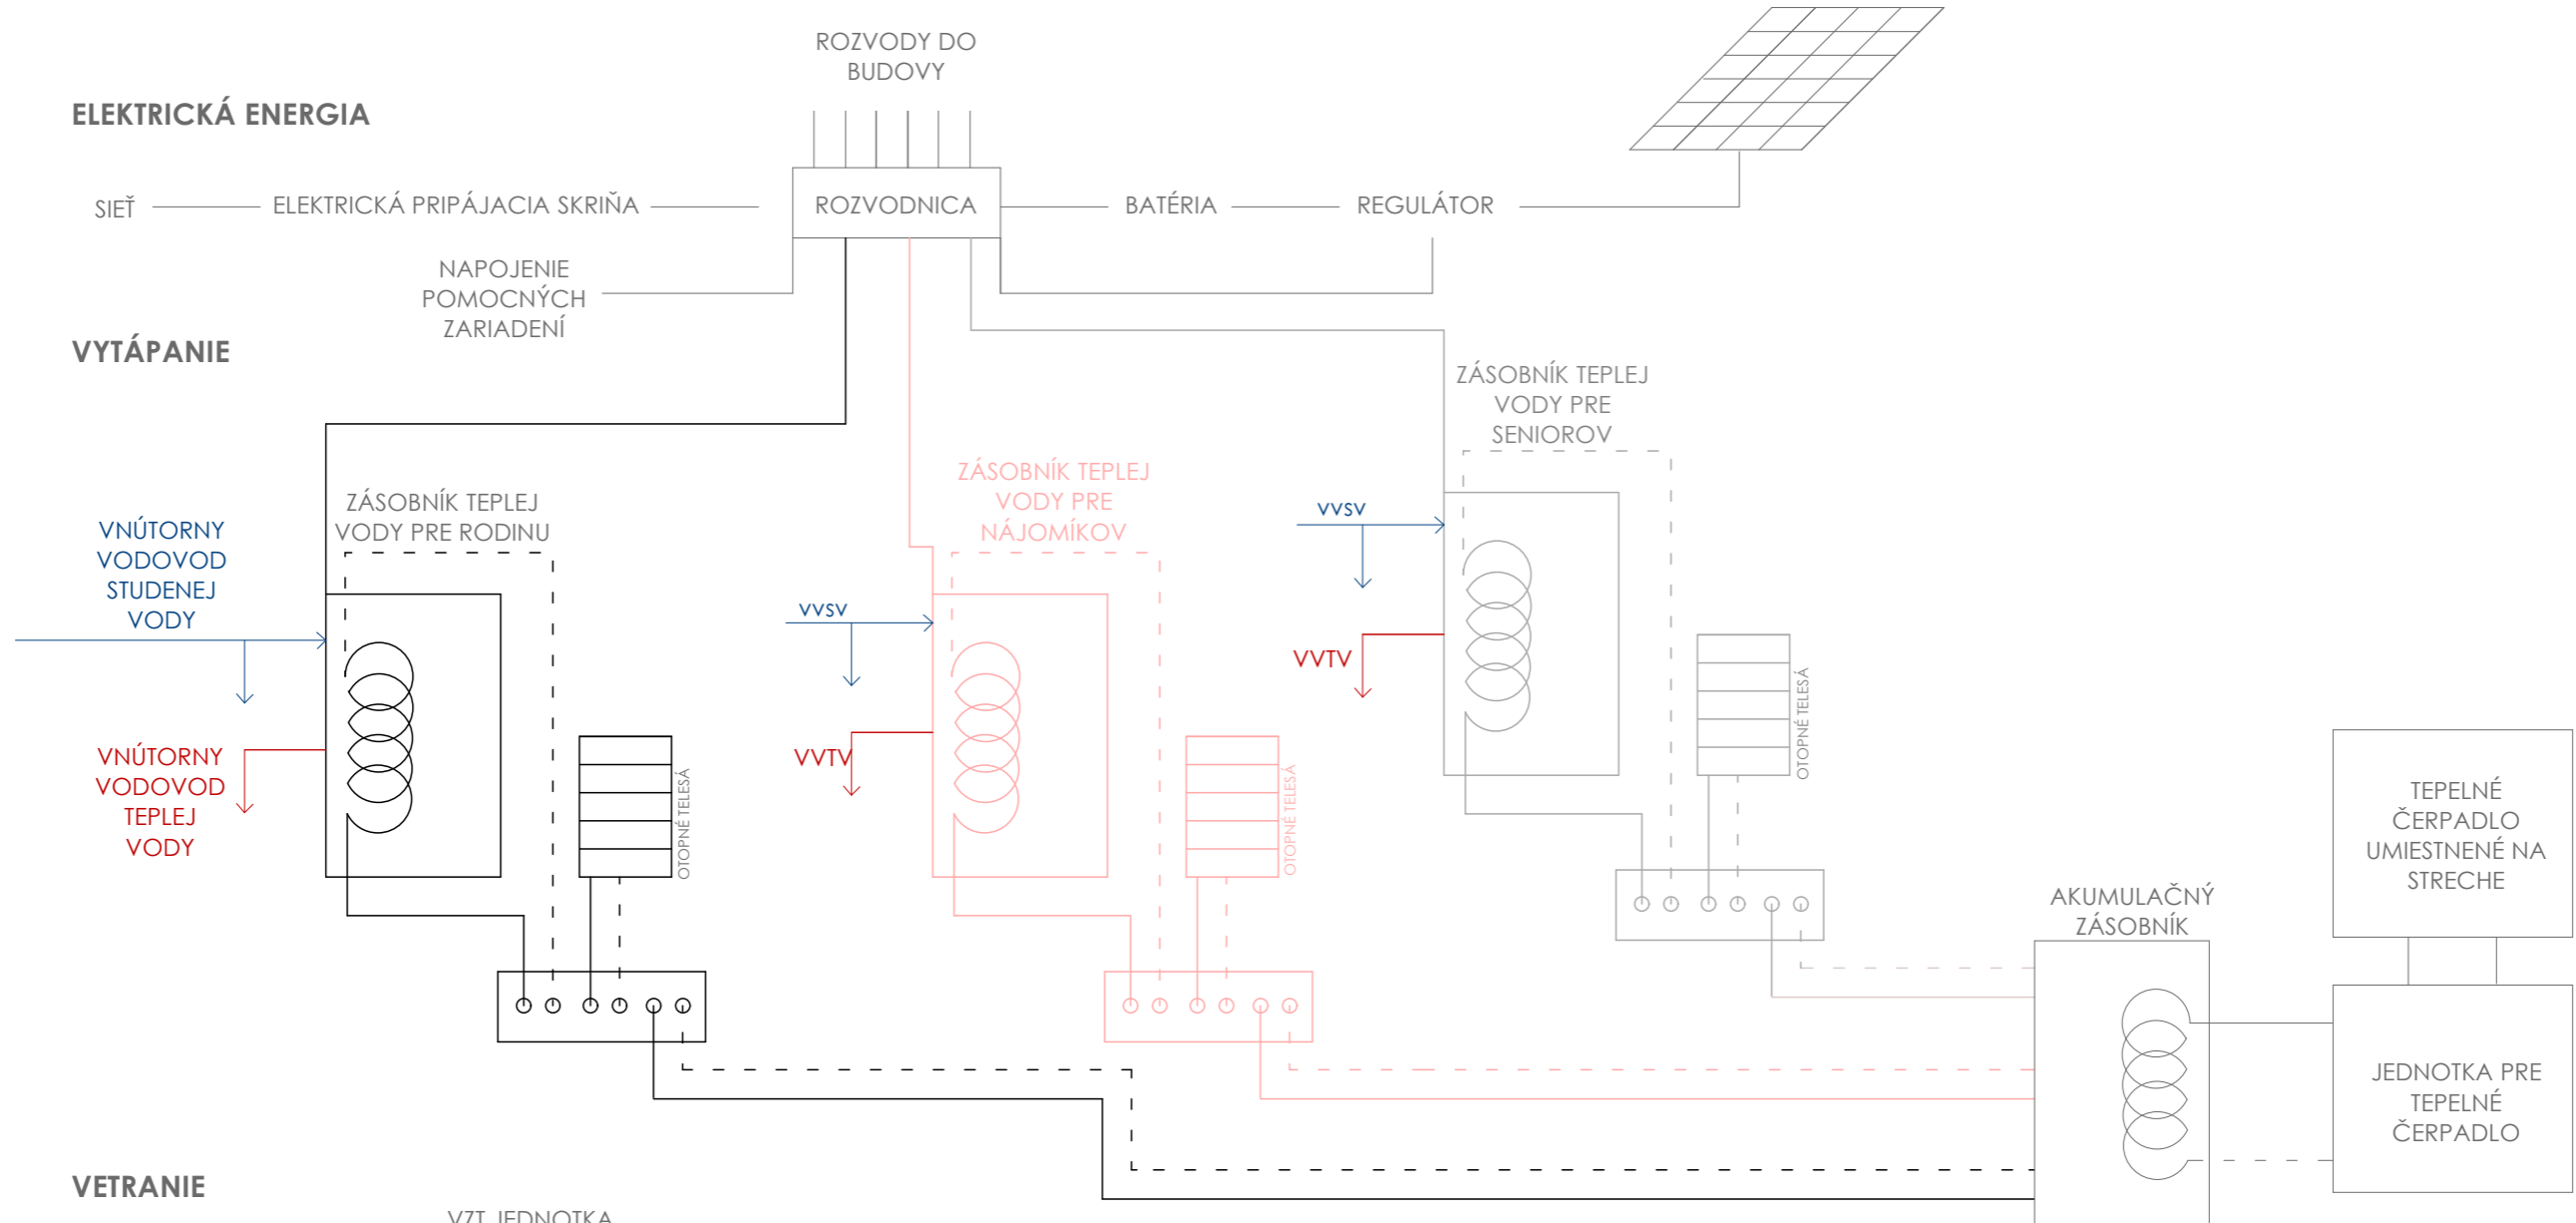 ROZVODY DO
BUDOVY
ELEKTRICKÁ ENERGIA
SIEŤ
ELEKTRICKÁ PRIPÁJACIA SKRIŇA
ROZVODNICA
BATÉRIA
REGULÁTOR
NAPOJENIE
POMOCNÝCH
ZARIADENÍ
VYTÁPANIE
ZÁSOBNÍK TEPLEJ
VODY PRE
SENIOROV
ZÁSOBNÍK TEPLEJ
VODY PRE
NÁJOMÍKOV
ZÁSOBNÍK TEPLEJ
VODY PRE RODINU
VNÚTORNY
VODOVOD
STUDENEJ
VODY
VVSV
VVSV
VVTV
VVTV
VNÚTORNY
VODOVOD
TEPLEJ
VODY
OTOPNÉ TELESÁ
OTOPNÉ TELESÁ
OTOPNÉ TELESÁ
TEPELNÉ
ČERPADLO
UMIESTNENÉ NA
STRECHE
AKUMULAČNÝ
ZÁSOBNÍK
JEDNOTKA PRE
TEPELNÉ
ČERPADLO
VETRANIE
VZT JEDNOTKA